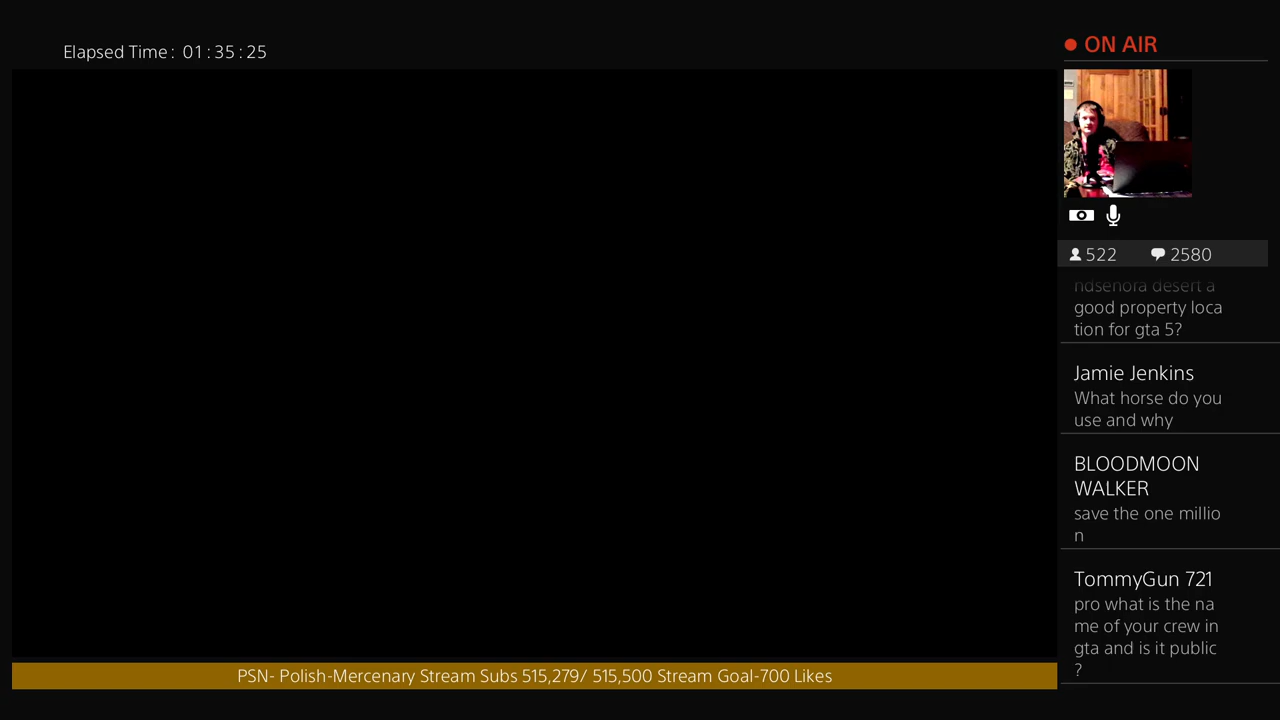 Elapsed Time: 01:35:25
ON AIR
522 2580
ndsenora desert a
good property loca
tion for gta 5?
Jamie Jenkins
What horse do you
use and why
BLOODMOON
WALKER
save the one millio
n
TommyGun 721
pro what is the na
me of your crew in
gta and is it public
?
PSN- Polish-Mercenary Stream Subs 515,279/ 515,500 Stream Goal-700 Likes